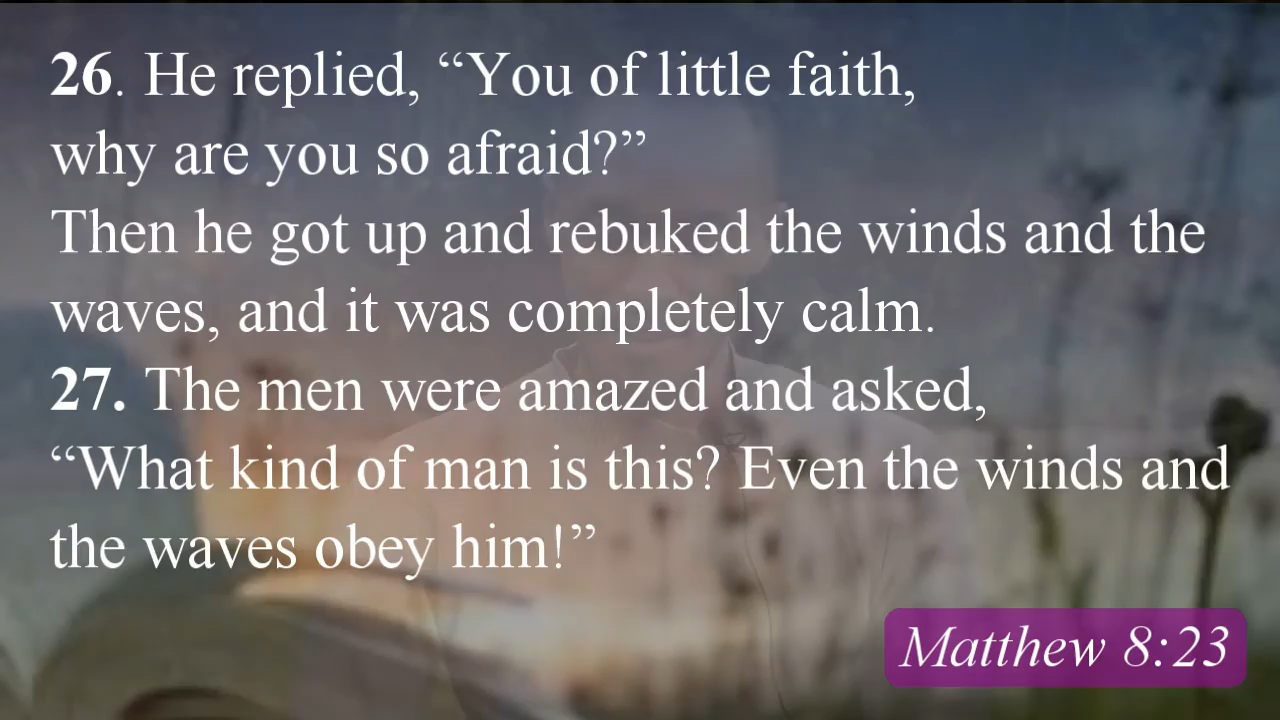 26. He replied, “You of little faith,
why are you so afraid?”
Then he got up and rebuked the winds and the
waves, and it was completely calm.
27. The men were amazed and asked,
“What kind of man is this? Even the winds and
the waves obey him!”
Matthew 8:23